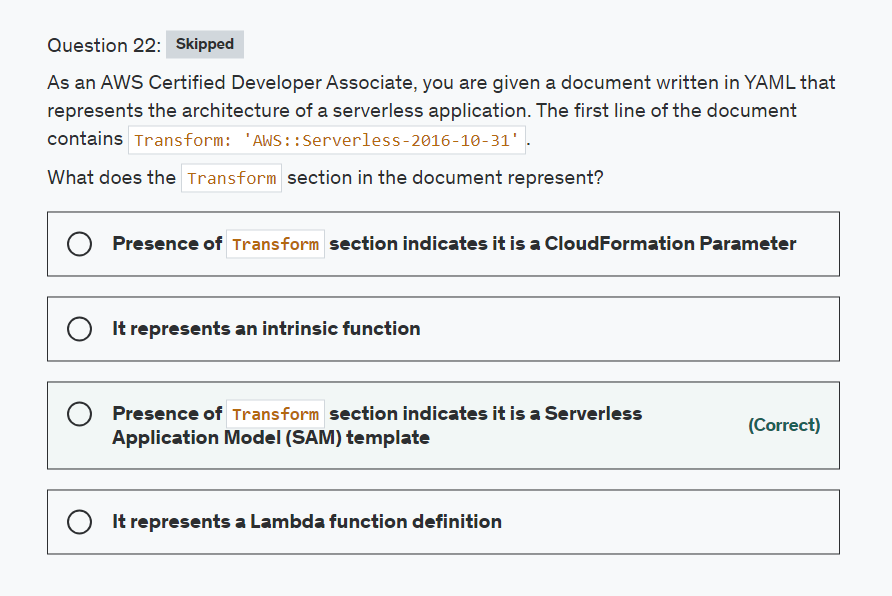 Question 22: Skipped
As an AWS Certified Developer Associate, you are given a document written in YAML that
represents the architecture of a serverless application. The first line of the document
contains Transform: 'AWS::Serverless-2016-10-31' .
What does the Transform section in the document represent?
Presence of Transform section indicates it is a CloudFormation Parameter
It represents an intrinsic function
Presence of Transform section indicates it is a Serverless
Application Model (SAM) template
(Correct)
It represents a Lambda function definition